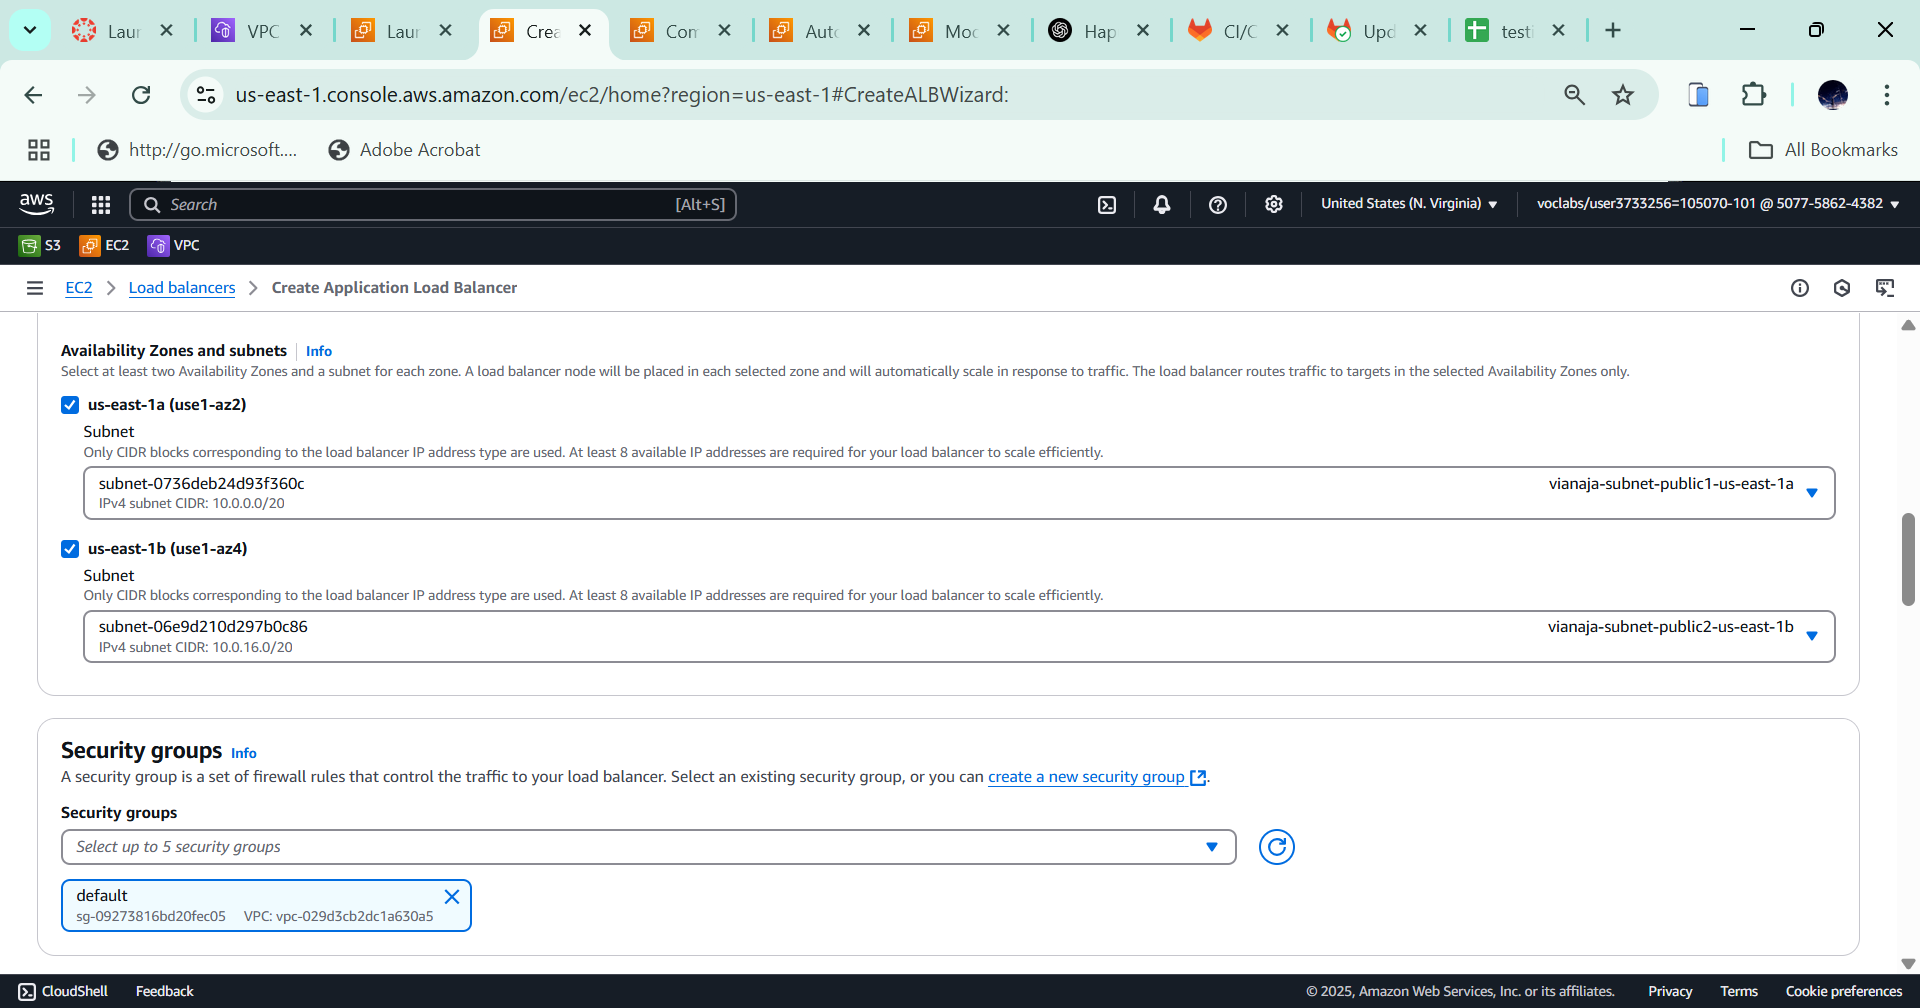 Laur
VPC
Laur
Crea
Com
Auto
Moc
Hap
CI/C
Upd
testi
us-east-1.console.aws.amazon.com/ec2/home?region=us-east-1#CreateALBWizard:
http://go.microsoft....
Adobe Acrobat
All Bookmarks
aws
Search
[Alt+S]
United States (N. Virginia)
voclabs/user3733256=105070-101 @ 5077-5862-4382
S3
EC2
VPC
EC2
Load balancers
Create Application Load Balancer
Availability Zones and subnets
Info
Select at least two Availability Zones and a subnet for each zone. A load balancer node will be placed in each selected zone and will automatically scale in response to traffic. The load balancer routes traffic to targets in the selected Availability Zones only.
us-east-1a (use1-az2)
Subnet
Only CIDR blocks corresponding to the load balancer IP address type are used. At least 8 available IP addresses are required for your load balancer to scale efficiently.
subnet-0736deb24d93f360c
vianaja-subnet-public1-us-east-1a
IPv4 subnet CIDR: 10.0.0.0/20
us-east-1b (use1-az4)
Subnet
Only CIDR blocks corresponding to the load balancer IP address type are used. At least 8 available IP addresses are required for your load balancer to scale efficiently.
subnet-06e9d210d297b0c86
vianaja-subnet-public2-us-east-1b
IPv4 subnet CIDR: 10.0.16.0/20
Security groups
Info
A security group is a set of firewall rules that control the traffic to your load balancer. Select an existing security group, or you can create a new security group.
Security groups
Select up to 5 security groups
default
sg-09273816bd20fec05 VPC: vpc-029d3cb2dc1a630a5
CloudShell
Feedback
© 2025, Amazon Web Services, Inc. or its affiliates.
Privacy
Terms
Cookie preferences